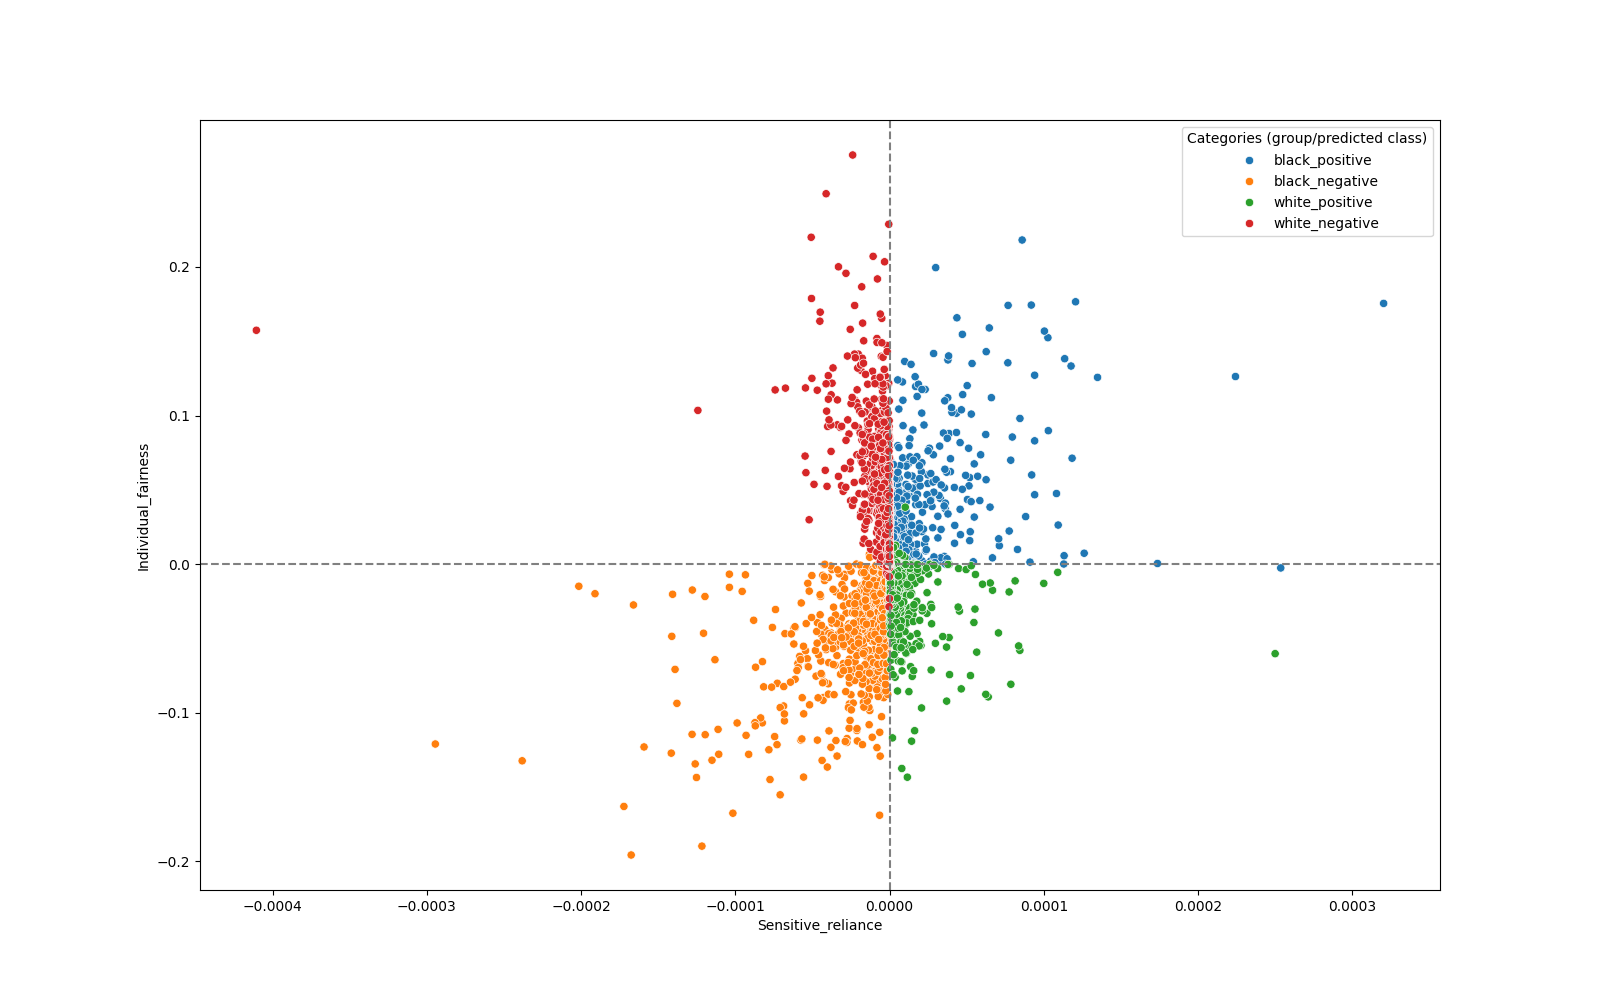 Categories (group/predicted class)
black_positive
black_negative
white_positive
white_negative
Individual_fairness
0.2
0.1
0.0
−0.1
−0.2
−0.0004
−0.0003
−0.0002
−0.0001
0.0000
0.0001
0.0002
0.0003
Sensitive_reliance